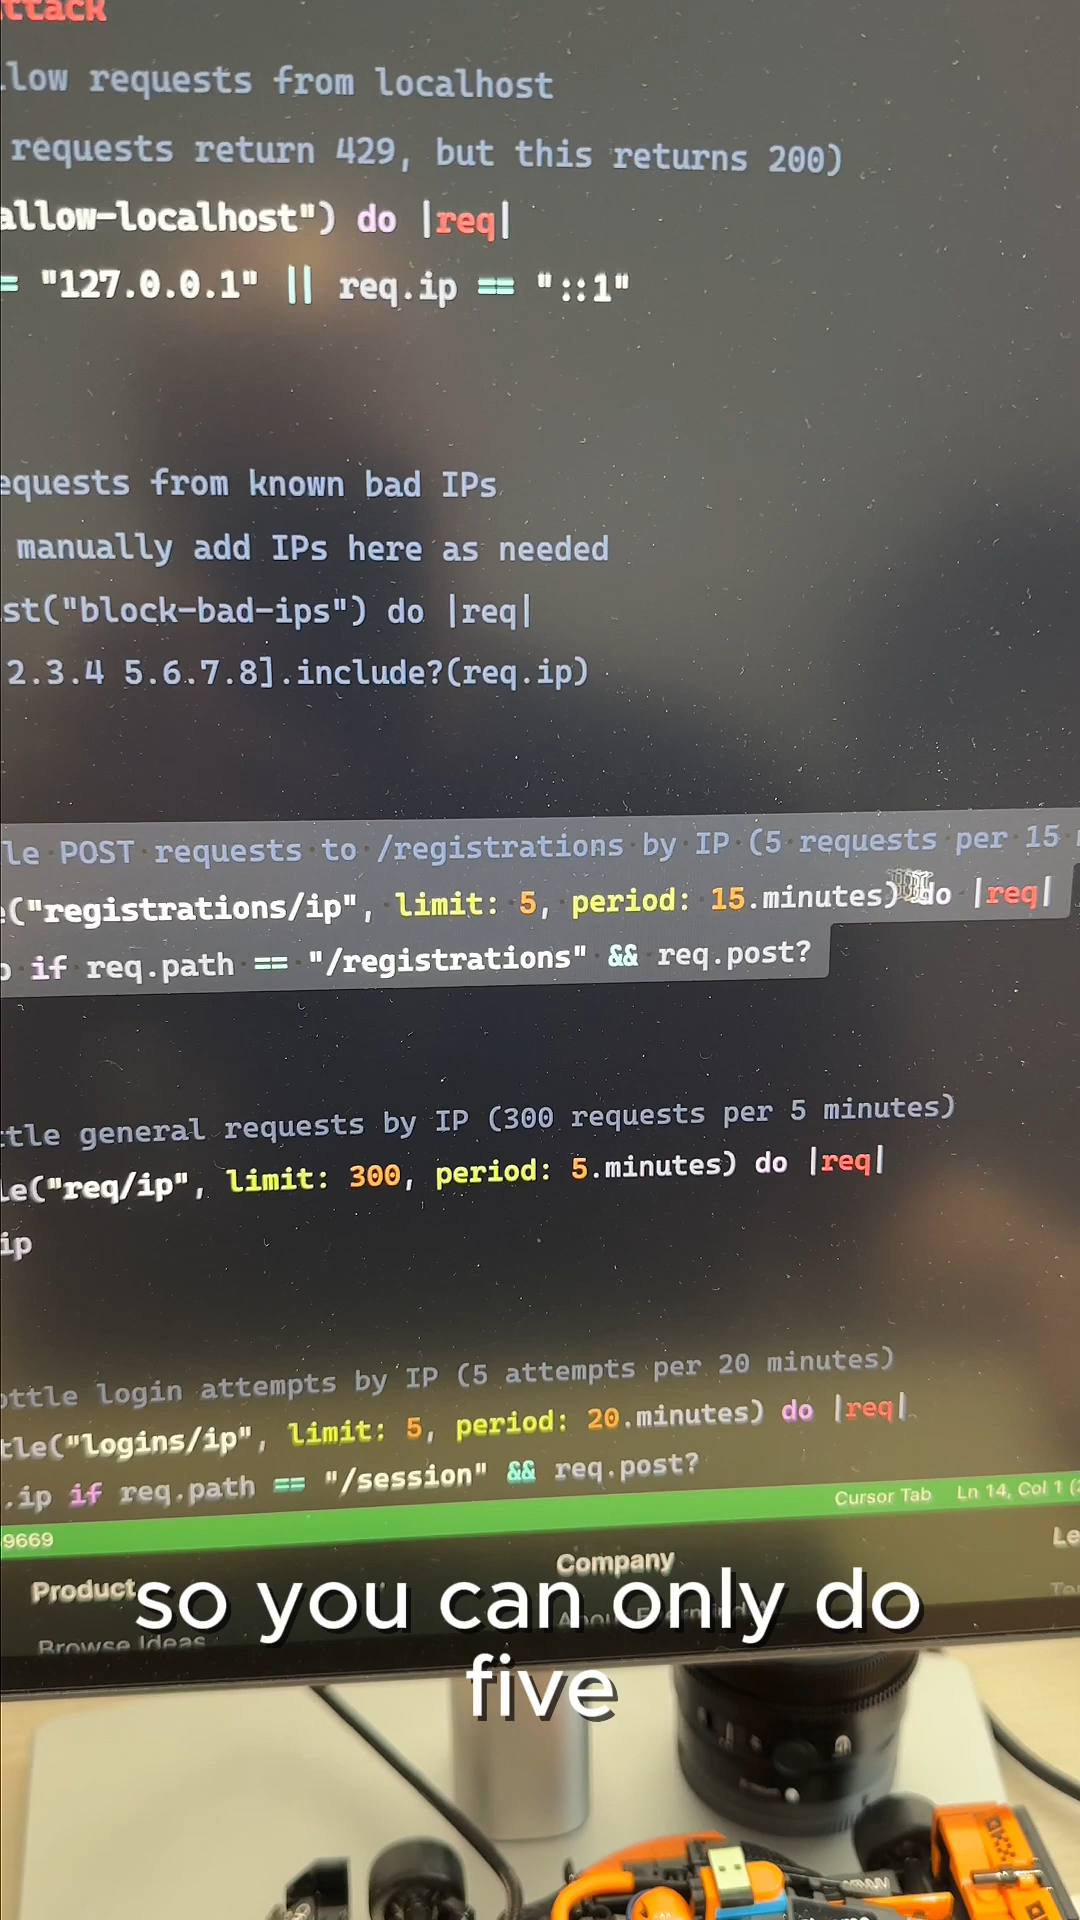 ttack
low requests from localhost
requests return 429, but this returns 200)
allow-localhost") do |req|
= "127.0.0.1" || req.ip == "::1"
equests from known bad IPs
manually add IPs here as needed
st("block-bad-ips") do |req|
2.3.4 5.6.7.8].include?(req.ip)
le POST requests to /registrations by IP (5 requests per 15
e("registrations/ip", limit: 5, period: 15.minutes) do |req|
p if req.path == "/registrations" && req.post?
ttle general requests by IP (300 requests per 5 minutes)
le("req/ip", limit: 300, period: 5.minutes) do |req|
ip
ottle login attempts by IP (5 attempts per 20 minutes)
tle("logins/ip", limit: 5, period: 20.minutes) do |req|
.ip if req.path == "/session" && req.post?
Cursor Tab Ln 14, Col 1 (
9669
Product
Company
Le
Browse Ideas
About
so you can only do
five